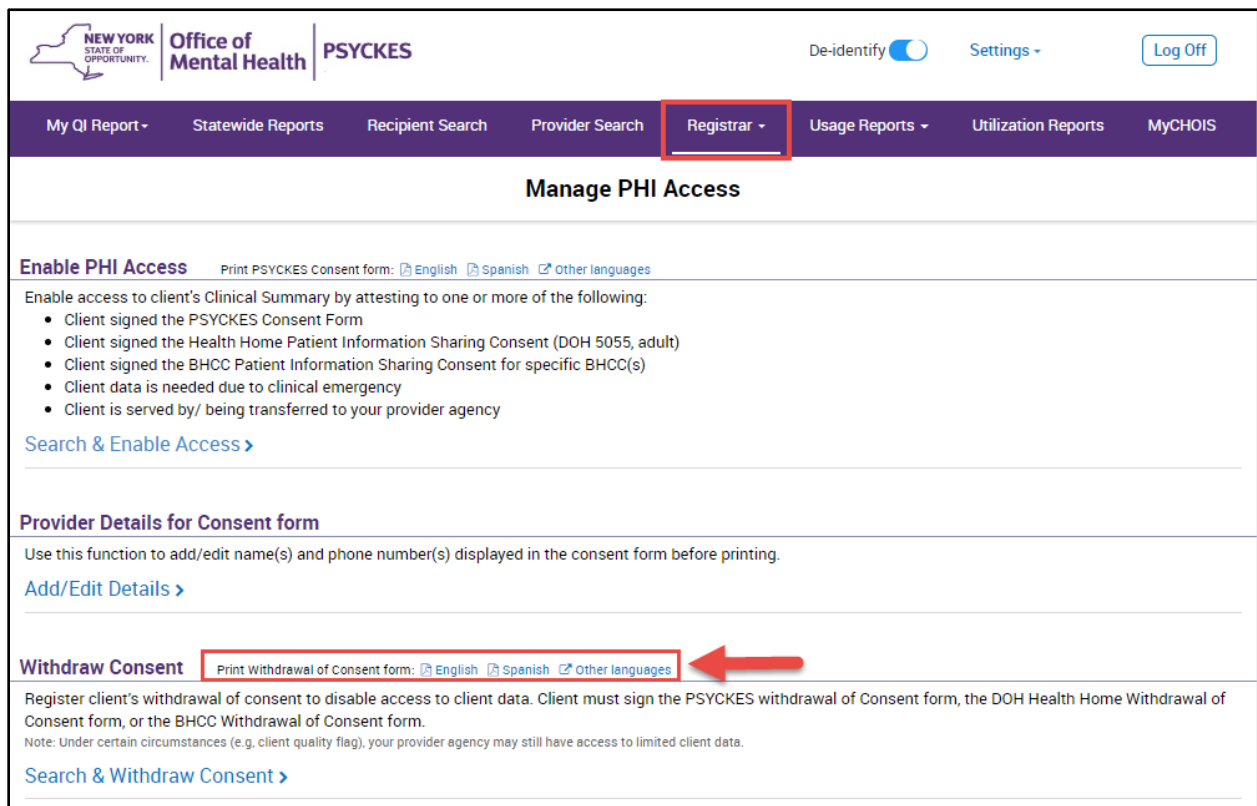 NEW YORK
STATE OF
OPPORTUNITY.
Office of
Mental Health
PSYCKES
De-identify
Settings
Log Off
My QI Report
Statewide Reports
Recipient Search
Provider Search
Registrar
Usage Reports
Utilization Reports
MyCHOIS
Manage PHI Access
Enable PHI Access Print PSYCKES Consent form: English Spanish Other languages
Enable access to client's Clinical Summary by attesting to one or more of the following:
• Client signed the PSYCKES Consent Form
• Client signed the Health Home Patient Information Sharing Consent (DOH 5055, adult)
• Client signed the BHCC Patient Information Sharing Consent for specific BHCC(s)
• Client data is needed due to clinical emergency
• Client is served by/ being transferred to your provider agency
Search & Enable Access >
Provider Details for Consent form
Use this function to add/edit name(s) and phone number(s) displayed in the consent form before printing.
Add/Edit Details >
Withdraw Consent Print Withdrawal of Consent form: English Spanish Other languages
Register client's withdrawal of consent to disable access to client data. Client must sign the PSYCKES withdrawal of Consent form, the DOH Health Home Withdrawal of
Consent form, or the BHCC Withdrawal of Consent form.
Note: Under certain circumstances (e.g, client quality flag), your provider agency may still have access to limited client data.
Search & Withdraw Consent >